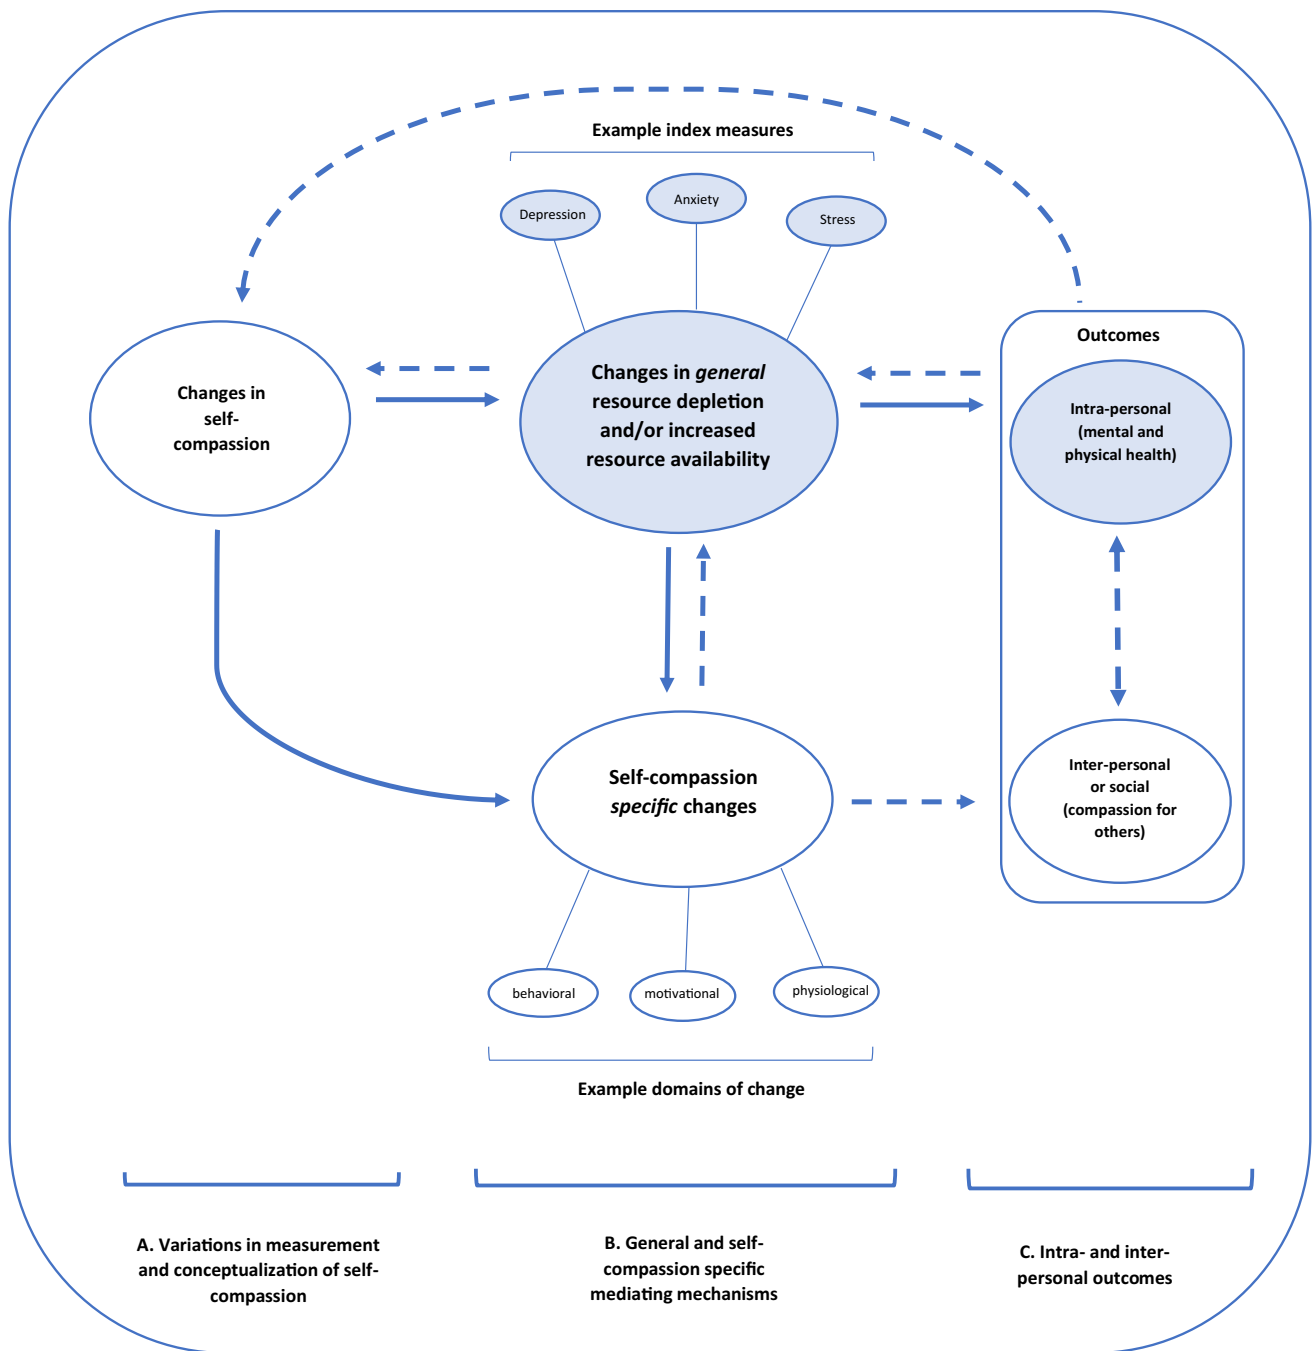 Example index measures
Depression
Anxiety
Stress
Changes in
self-
compassion
Changes in general
resource depletion
and/or increased
resource availability
Outcomes
Intra-personal
(mental and
physical health)
Self-compassion
specific changes
Inter-personal
or social
(compassion for
others)
behavioral
motivational
physiological
Example domains of change
A. Variations in measurement
and conceptualization of self-
compassion
B. General and self-
compassion specific
mediating mechanisms
C. Intra- and inter-
personal outcomes